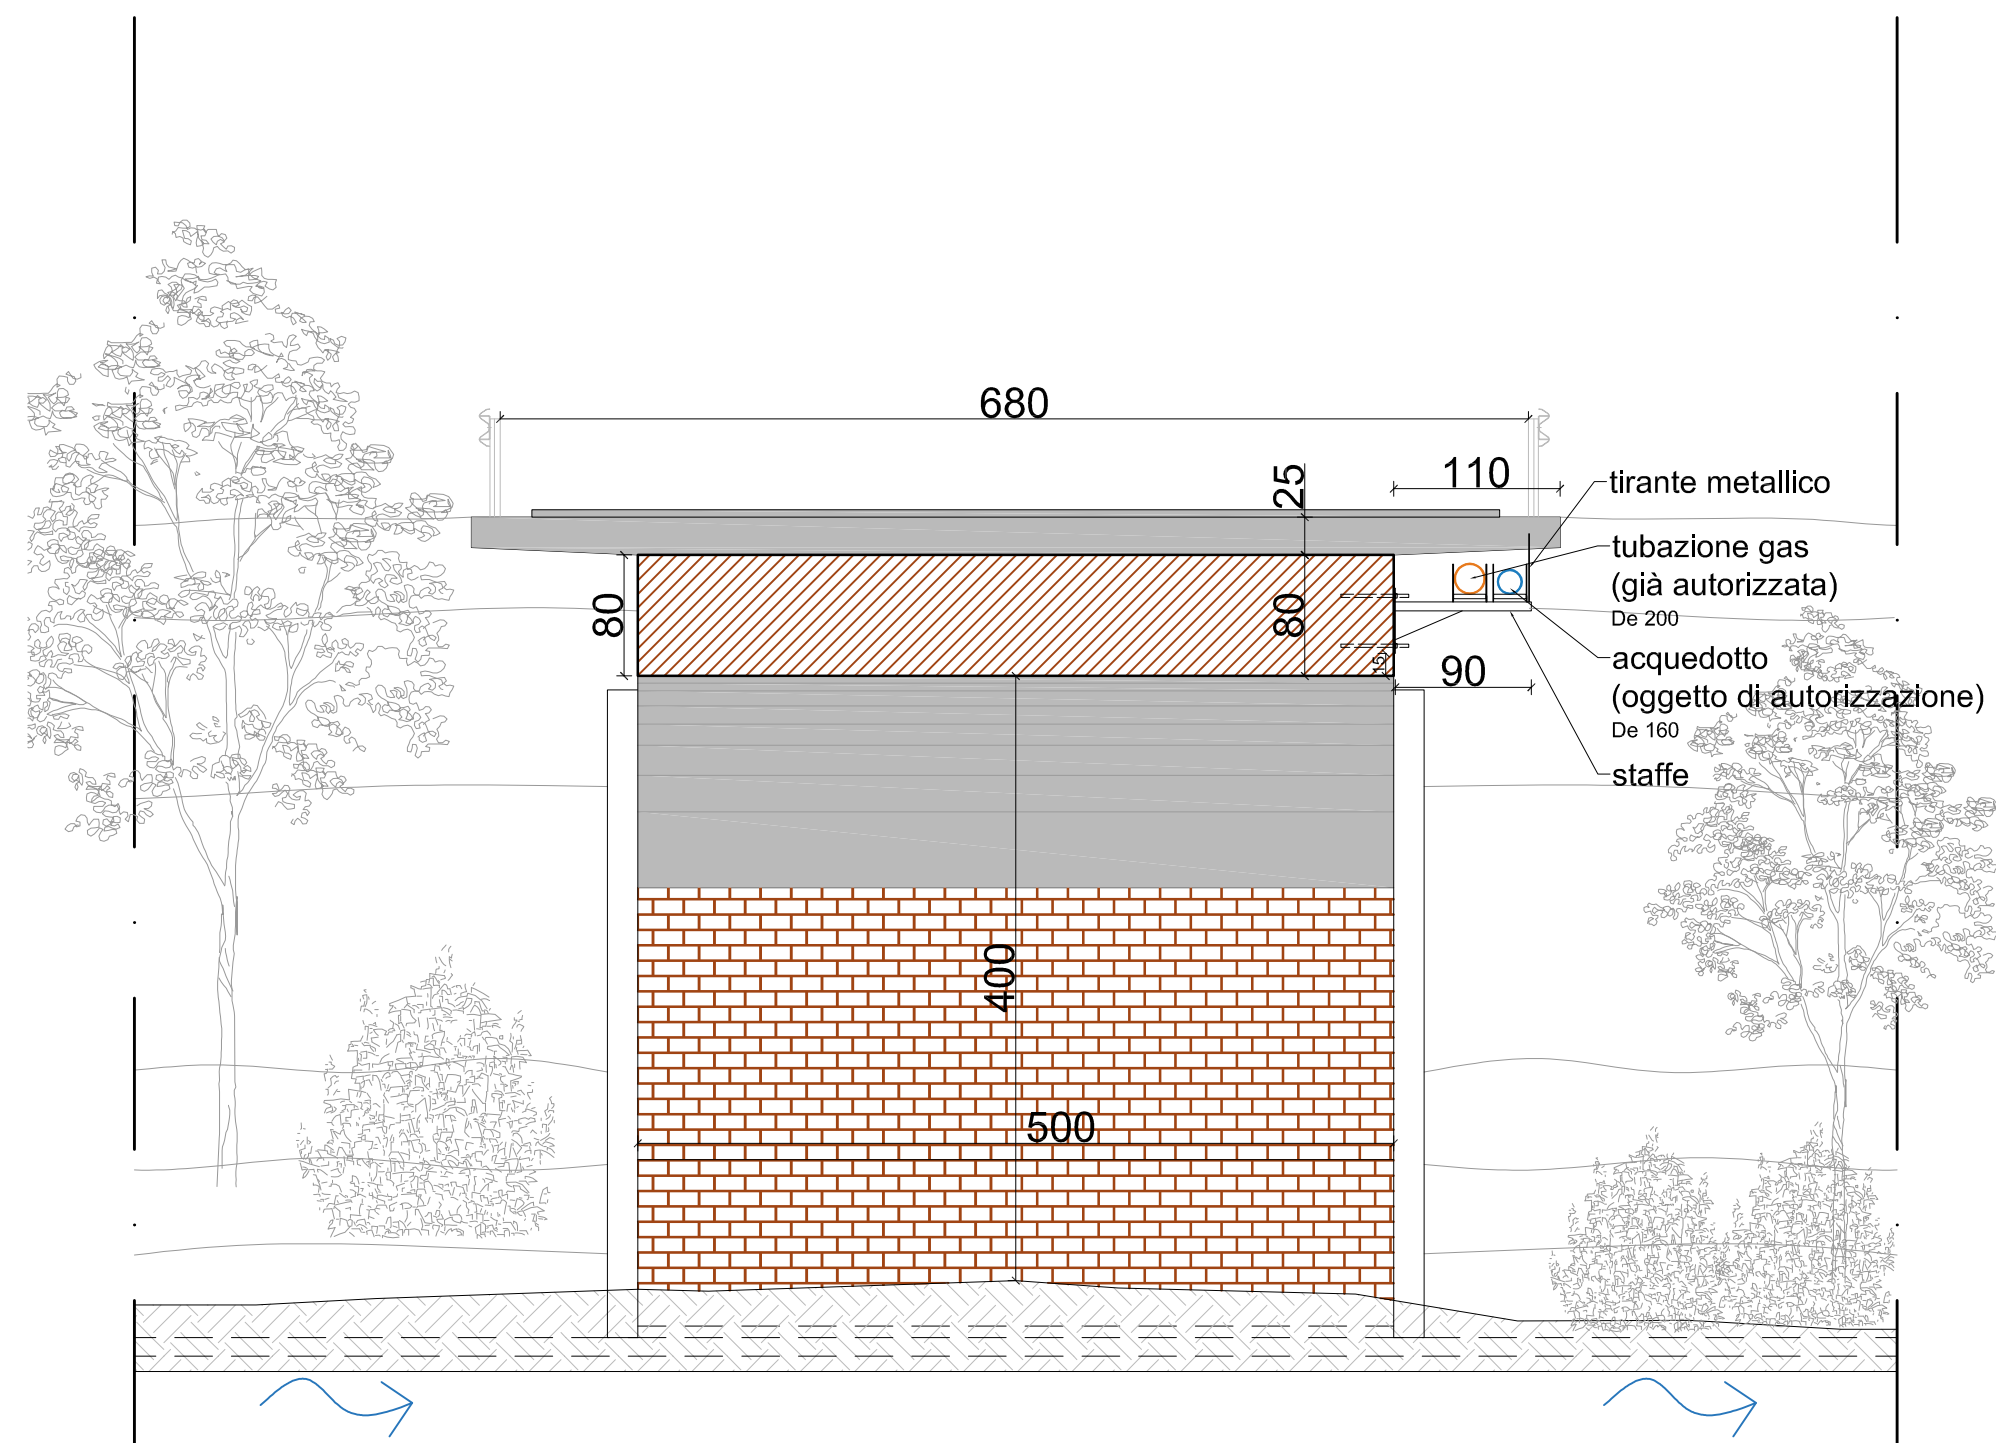 680
110
25
tirante metallico
tubazione gas
(già autorizzata)
De 200
80
80
acquedotto
(oggetto di autorizzazione)
De 160
15
90
staffe
400
500